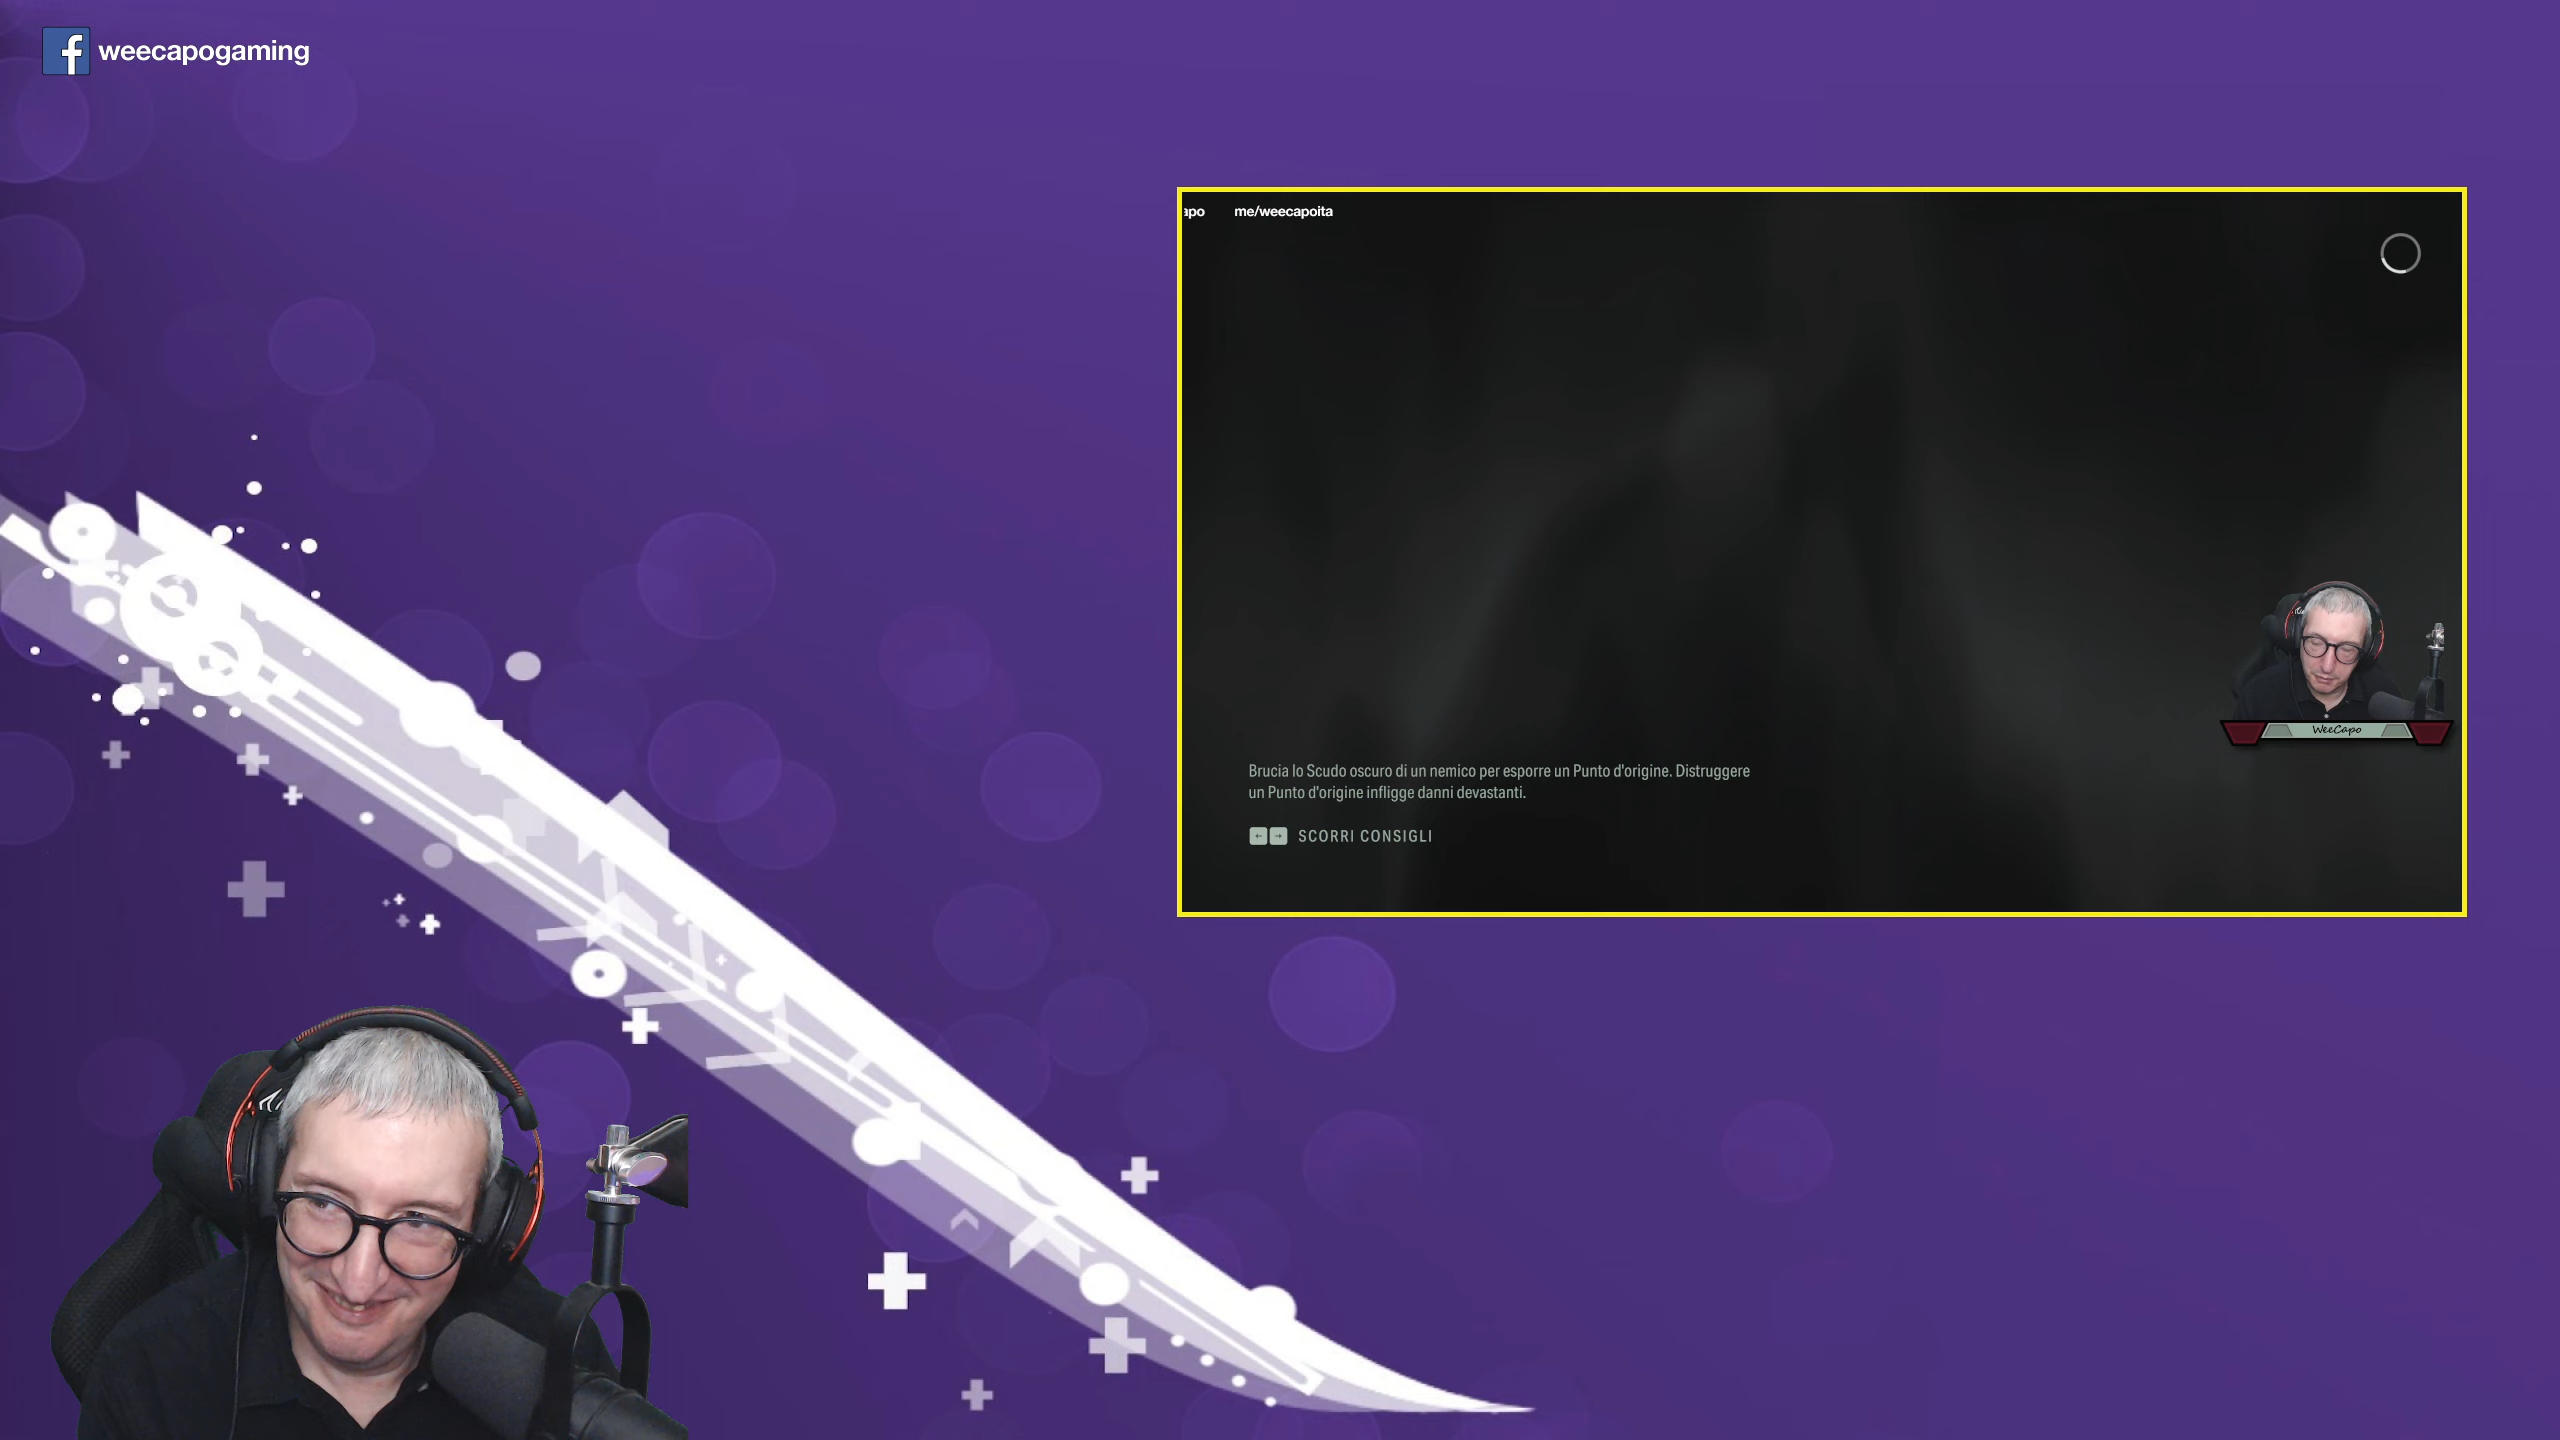 weecapogaming
apo me/weecapoita
WeeCapo
Brucia lo Scudo oscuro di un nemico per esporre un Punto d'origine. Distruggere
un Punto d'origine infligge danni devastanti.
SCORRI CONSIGLI